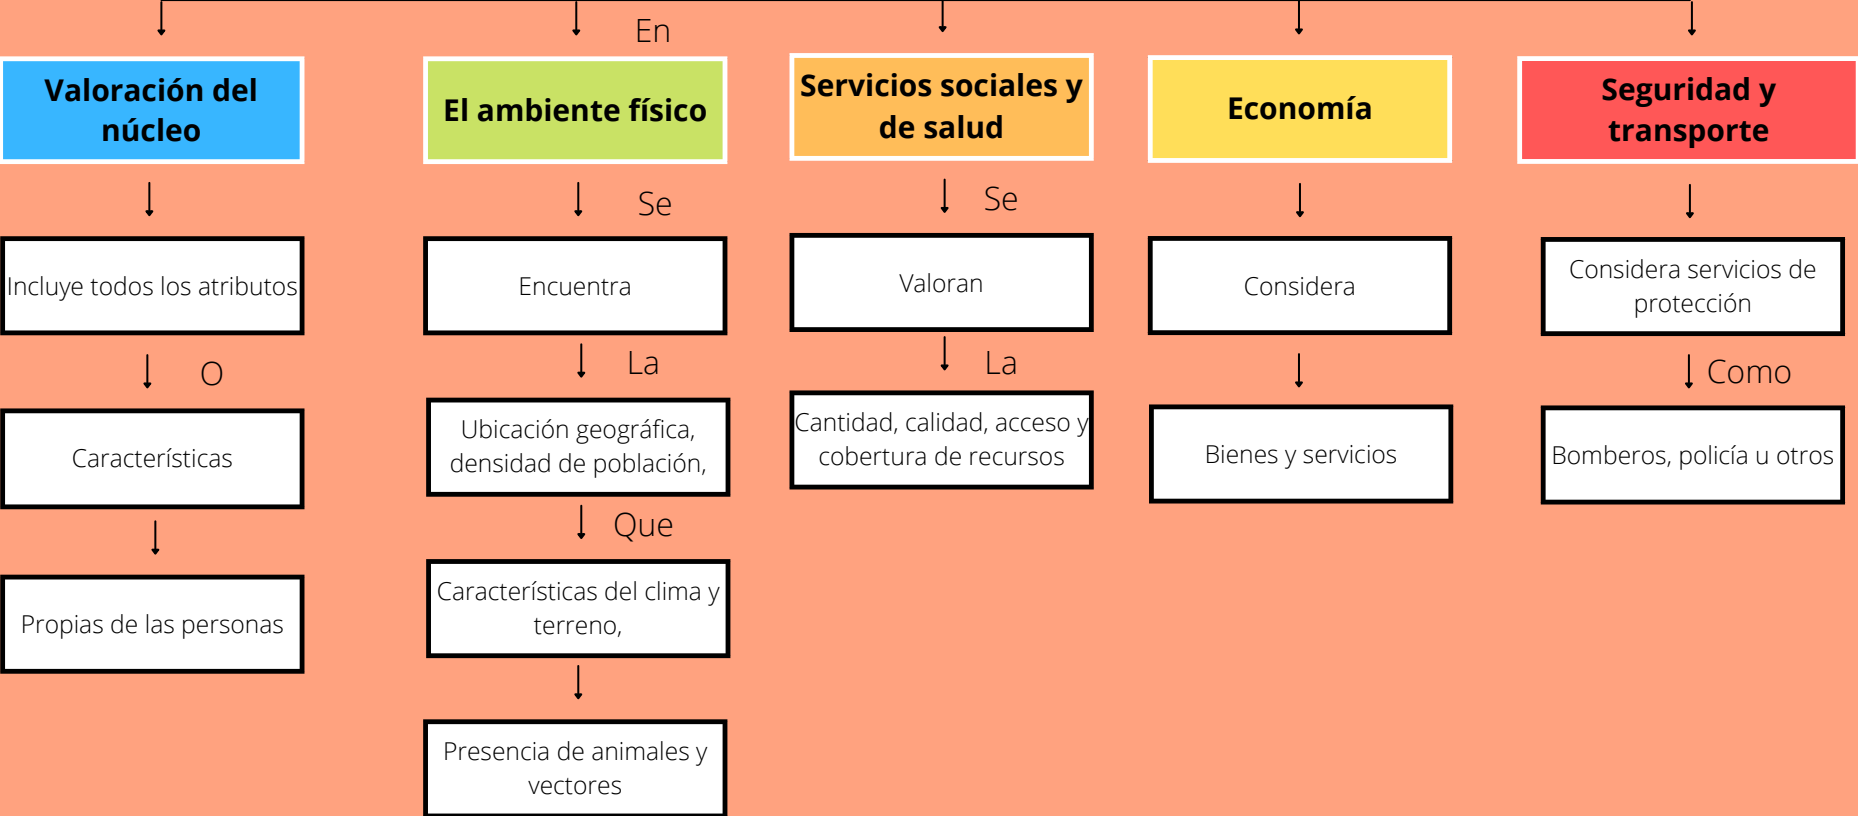 En
Valoración del
núcleo
El ambiente físico
Servicios sociales y
de salud
Economía
Seguridad y
transporte
Se
Se
Incluye todos los atributos
Encuentra
Valoran
Considera
Considera servicios de
protección
O
La
La
Como
Características
Ubicación geográfica,
densidad de población,
Cantidad, calidad, acceso y
cobertura de recursos
Bienes y servicios
Bomberos, policía u otros
Que
Propias de las personas
Características del clima y
terreno,
Presencia de animales y
vectores